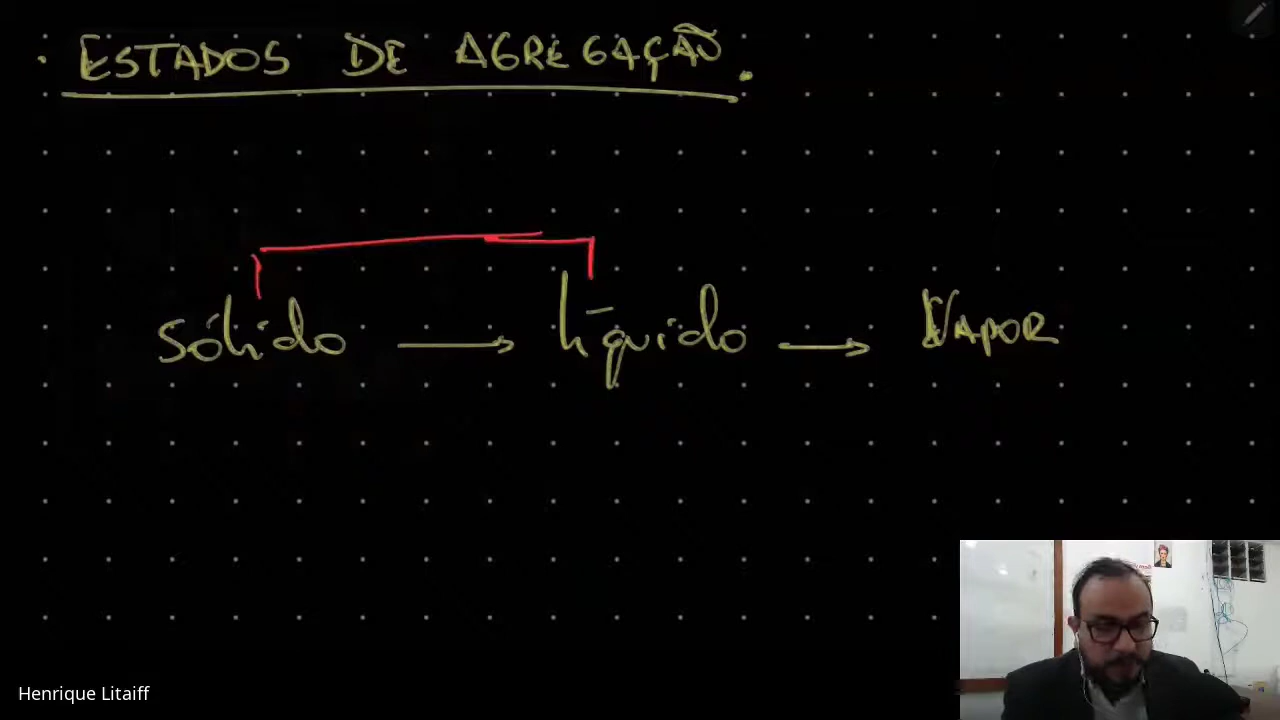 . ESTADOS DE AGREGAÇÃO.
sólido → líquido → VAPOR
Henrique Litaiff